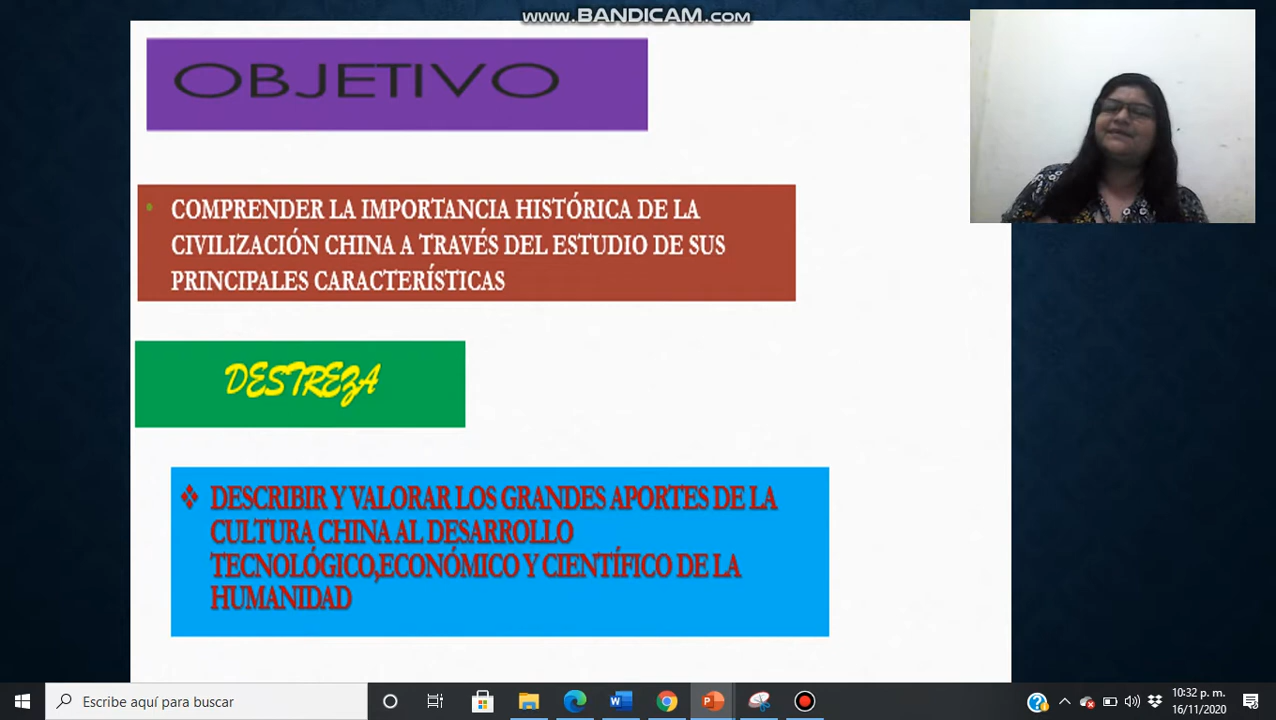 www.BANDICAM.com
OBJETIVO
• COMPRENDER LA IMPORTANCIA HISTÓRICA DE LA
CIVILIZACIÓN CHINA A TRAVÉS DEL ESTUDIO DE SUS
PRINCIPALES CARACTERÍSTICAS
DESTREZA
❖ DESCRIBIR Y VALORAR LOS GRANDES APORTES DE LA
CULTURA CHINA AL DESARROLLO
TECNOLÓGICO,ECONÓMICO Y CIENTÍFICO DE LA
HUMANIDAD
Escribe aquí para buscar
10:32 p. m.
16/11/2020